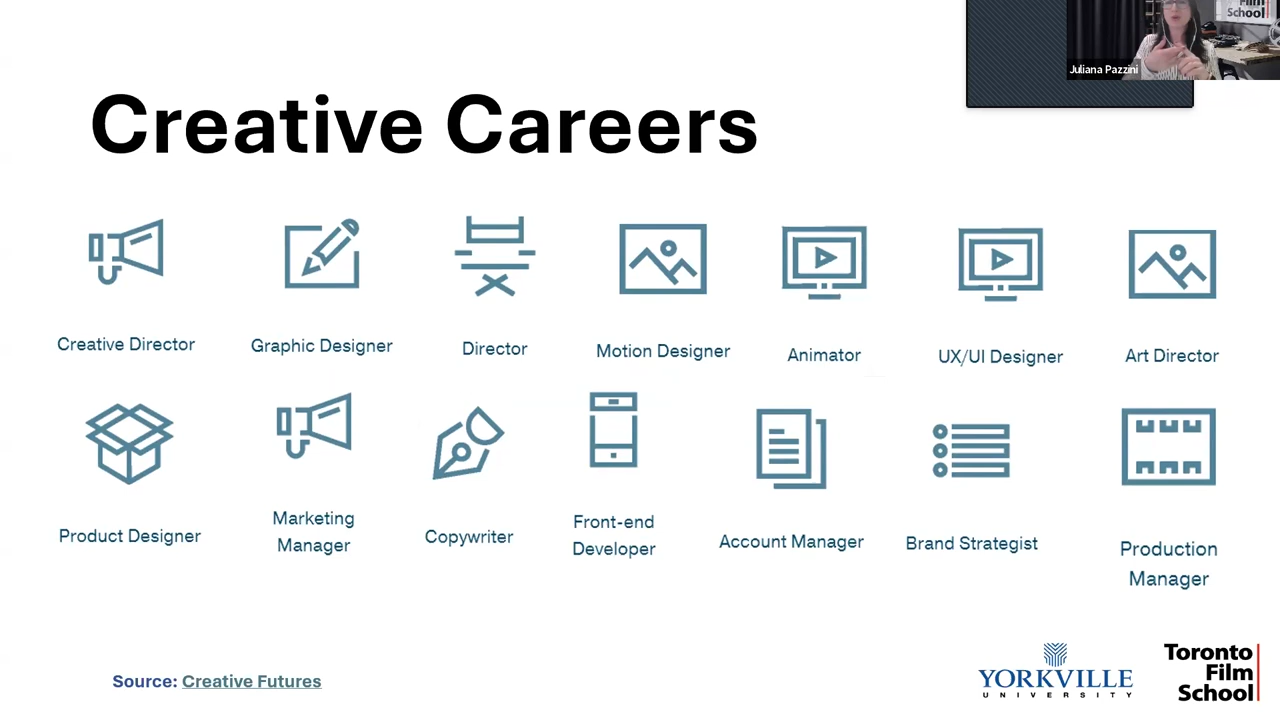 Film
School
Juliana Pazzini
Creative Careers
Creative Director
Graphic Designer
Director
Motion Designer
Animator
UX/UI Designer
Art Director
Product Designer
Marketing
Manager
Copywriter
Front-end
Developer
Account Manager
Brand Strategist
Production
Manager
Source: Creative Futures
YORKVILLE
UNIVERSITY
Toronto
Film
School